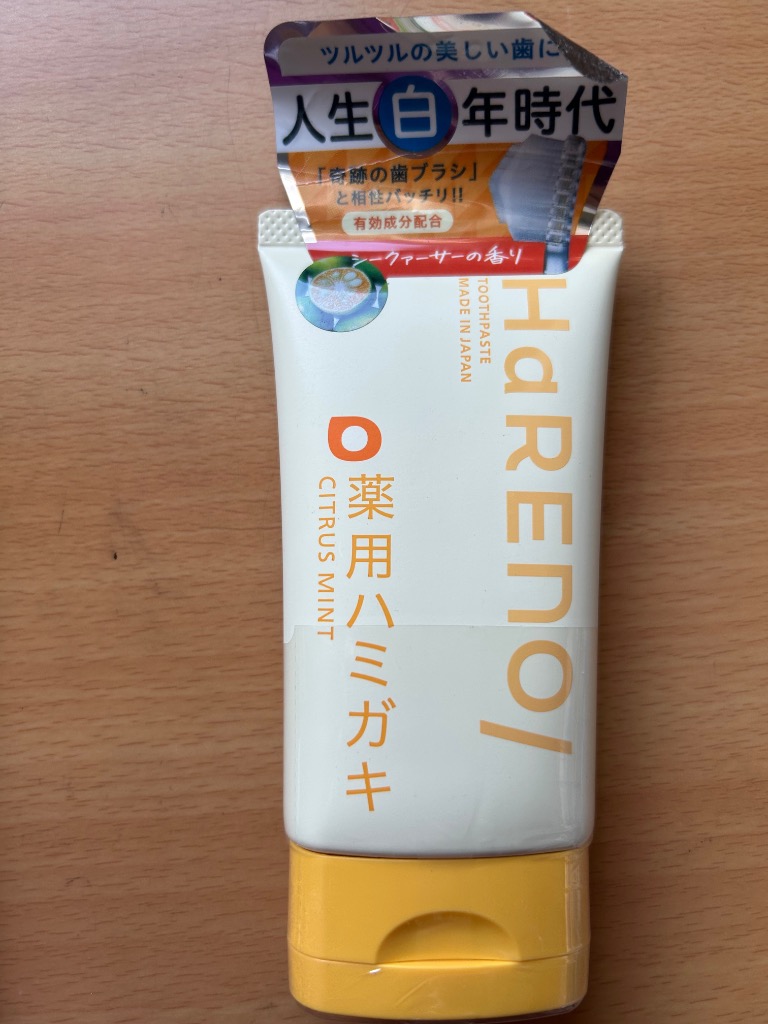 ツルツルの美しい歯に
人生白年時代
「奇跡の歯ブラシ」
と相性バッチリ!!
有効成分配合
シークァーサーの香り
HaRENO/
TOOTHPASTE
MADE IN JAPAN
薬用ハミガキ
CITRUS MINT